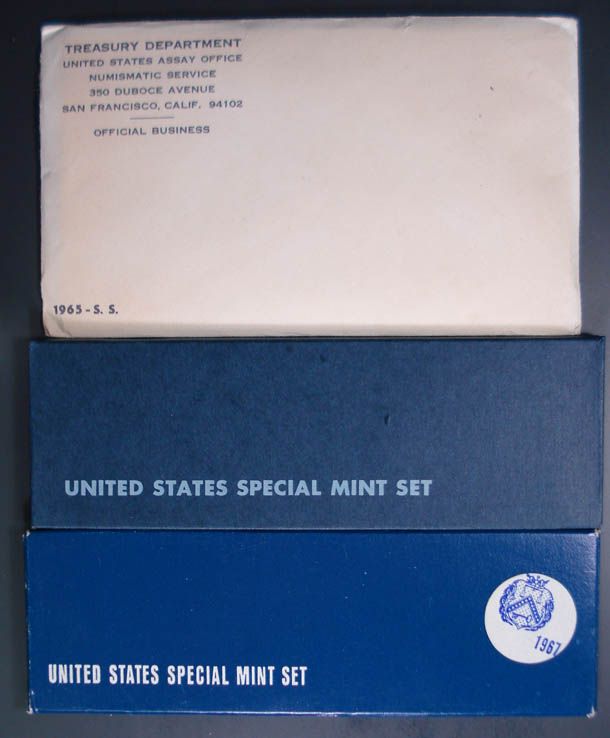 TREASURY DEPARTMENT
UNITED STATES ASSAY OFFICE
NUMISMATIC SERVICE
350 DUBOCE AVENUE
SAN FRANCISCO, CALIF. 94102
OFFICIAL BUSINESS
1965 - S. S.
UNITED STATES SPECIAL MINT SET
1967
UNITED STATES SPECIAL MINT SET